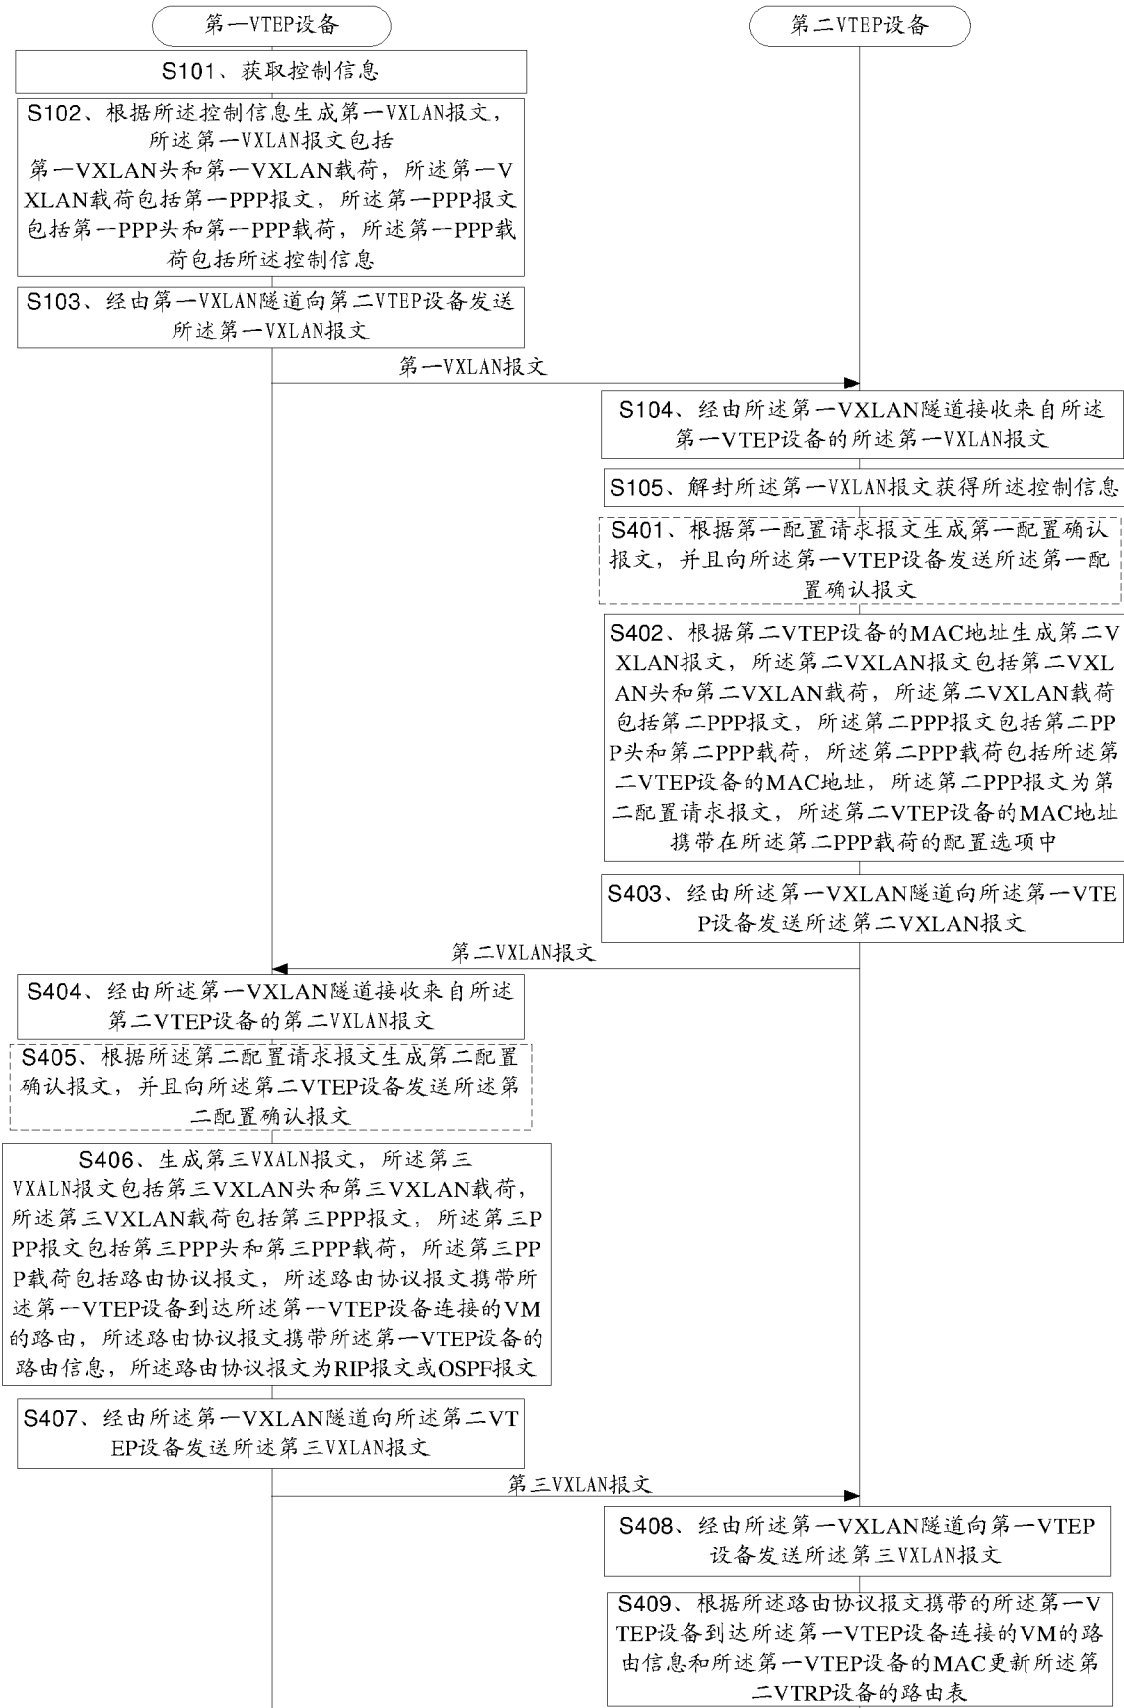 第一VTEP设备
第二VTEP设备
S101、获取控制信息
S102、根据所述控制信息生成第一VXLAN报文，
所述第一VXLAN报文包括
第一VXLAN头和第一VXLAN载荷，所述第一V
XLAN载荷包括第一PPP报文，所述第一PPP报文
包括第一PPP头和第一PPP载荷，所述第一PPP载
荷包括所述控制信息
S103、经由第一VXLAN隧道向第二VTEP设备发送
所述第一VXLAN报文
第一VXLAN报文
S104、经由所述第一VXLAN隧道接收来自所述
第一VTEP设备的所述第一VXLAN报文
S105、解封所述第一VXLAN报文获得所述控制信息
S401、根据第一配置请求报文生成第一配置确认
报文，并且向所述第一VTEP设备发送所述第一配
置确认报文
S402、根据第二VTEP设备的MAC地址生成第二V
XLAN报文，所述第二VXLAN报文包括第二VXL
AN头和第二VXLAN载荷，所述第二VXLAN载荷
包括第二PPP报文，所述第二PPP报文包括第二PP
P头和第二PPP载荷，所述第二PPP载荷包括所述第
二VTEP设备的MAC地址，所述第二PPP报文为第
二配置请求报文，所述第二VTEP设备的MAC地址
携带在所述第二PPP载荷的配置选项中
S403、经由所述第一VXLAN隧道向所述第一VTE
P设备发送所述第二VXLAN报文
第二VXLAN报文
S404、经由所述第一VXLAN隧道接收来自所述
第二VTEP设备的第二VXLAN报文
S405、根据所述第二配置请求报文生成第二配置
确认报文，并且向所述第二VTEP设备发送所述第
二配置确认报文
S406、生成第三VXALN报文，所述第三
VXALN报文包括第三VXLAN头和第三VXLAN载荷，
所述第三VXLAN载荷包括第三PPP报文，所述第三P
PP报文包括第三PPP头和第三PPP载荷，所述第三PP
P载荷包括路由协议报文，所述路由协议报文携带所
述第一VTEP设备到达所述第一VTEP设备连接的VM
的路由，所述路由协议报文携带所述第一VTEP设备的
路由信息，所述路由协议报文为RIP报文或OSPF报文
S407、经由所述第一VXLAN隧道向所述第二VT
EP设备发送所述第三VXLAN报文
第三VXLAN报文
S408、经由所述第一VXLAN隧道向第一VTEP
设备发送所述第三VXLAN报文
S409、根据所述路由协议报文携带的所述第一V
TEP设备到达所述第一VTEP设备连接的VM的路
由信息和所述第一VTEP设备的MAC更新所述第
二VTRP设备的路由表